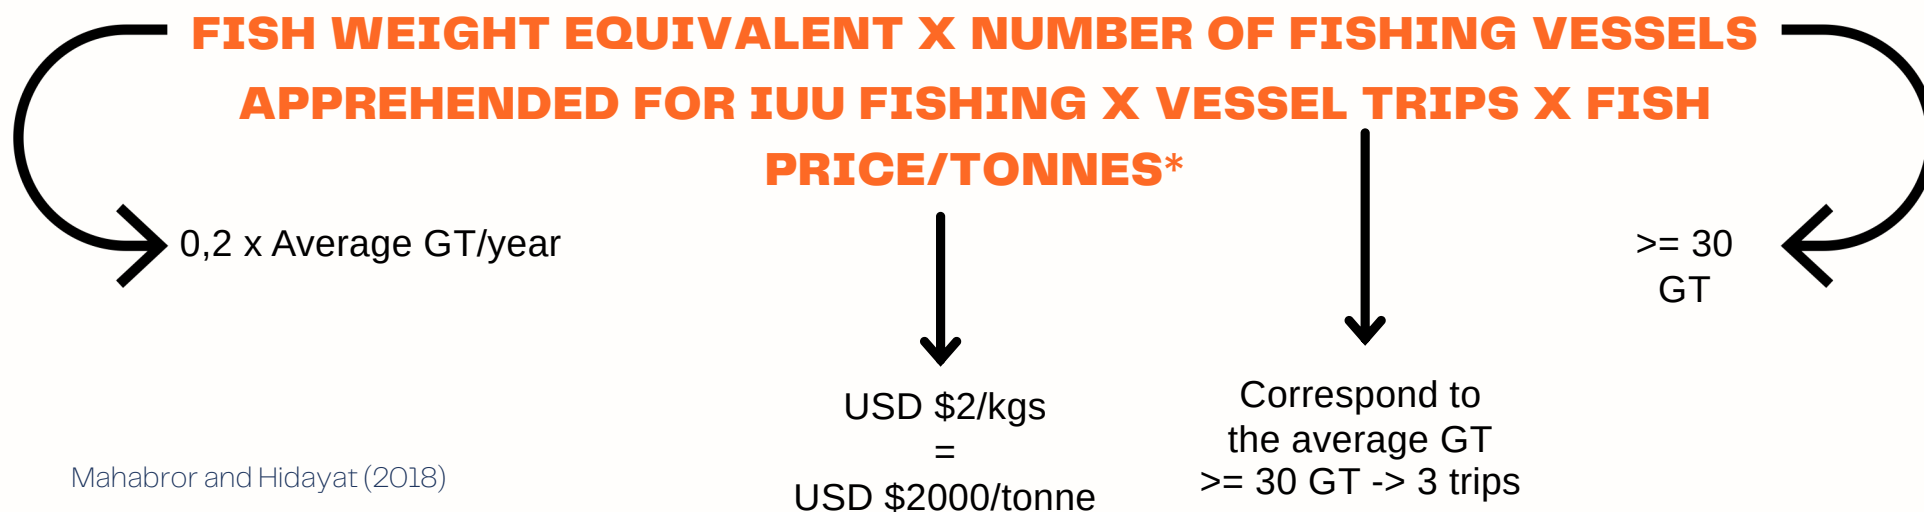 FISH WEIGHT EQUIVALENT X NUMBER OF FISHING VESSELS
APPREHENDED FOR IUU FISHING X VESSEL TRIPS X FISH
PRICE/TONNES*
0,2 x Average GT/year
>= 30
GT
USD $2/kgs
=
USD $2000/tonne
Correspond to
the average GT
>= 30 GT -> 3 trips
Mahabror and Hidayat (2018)